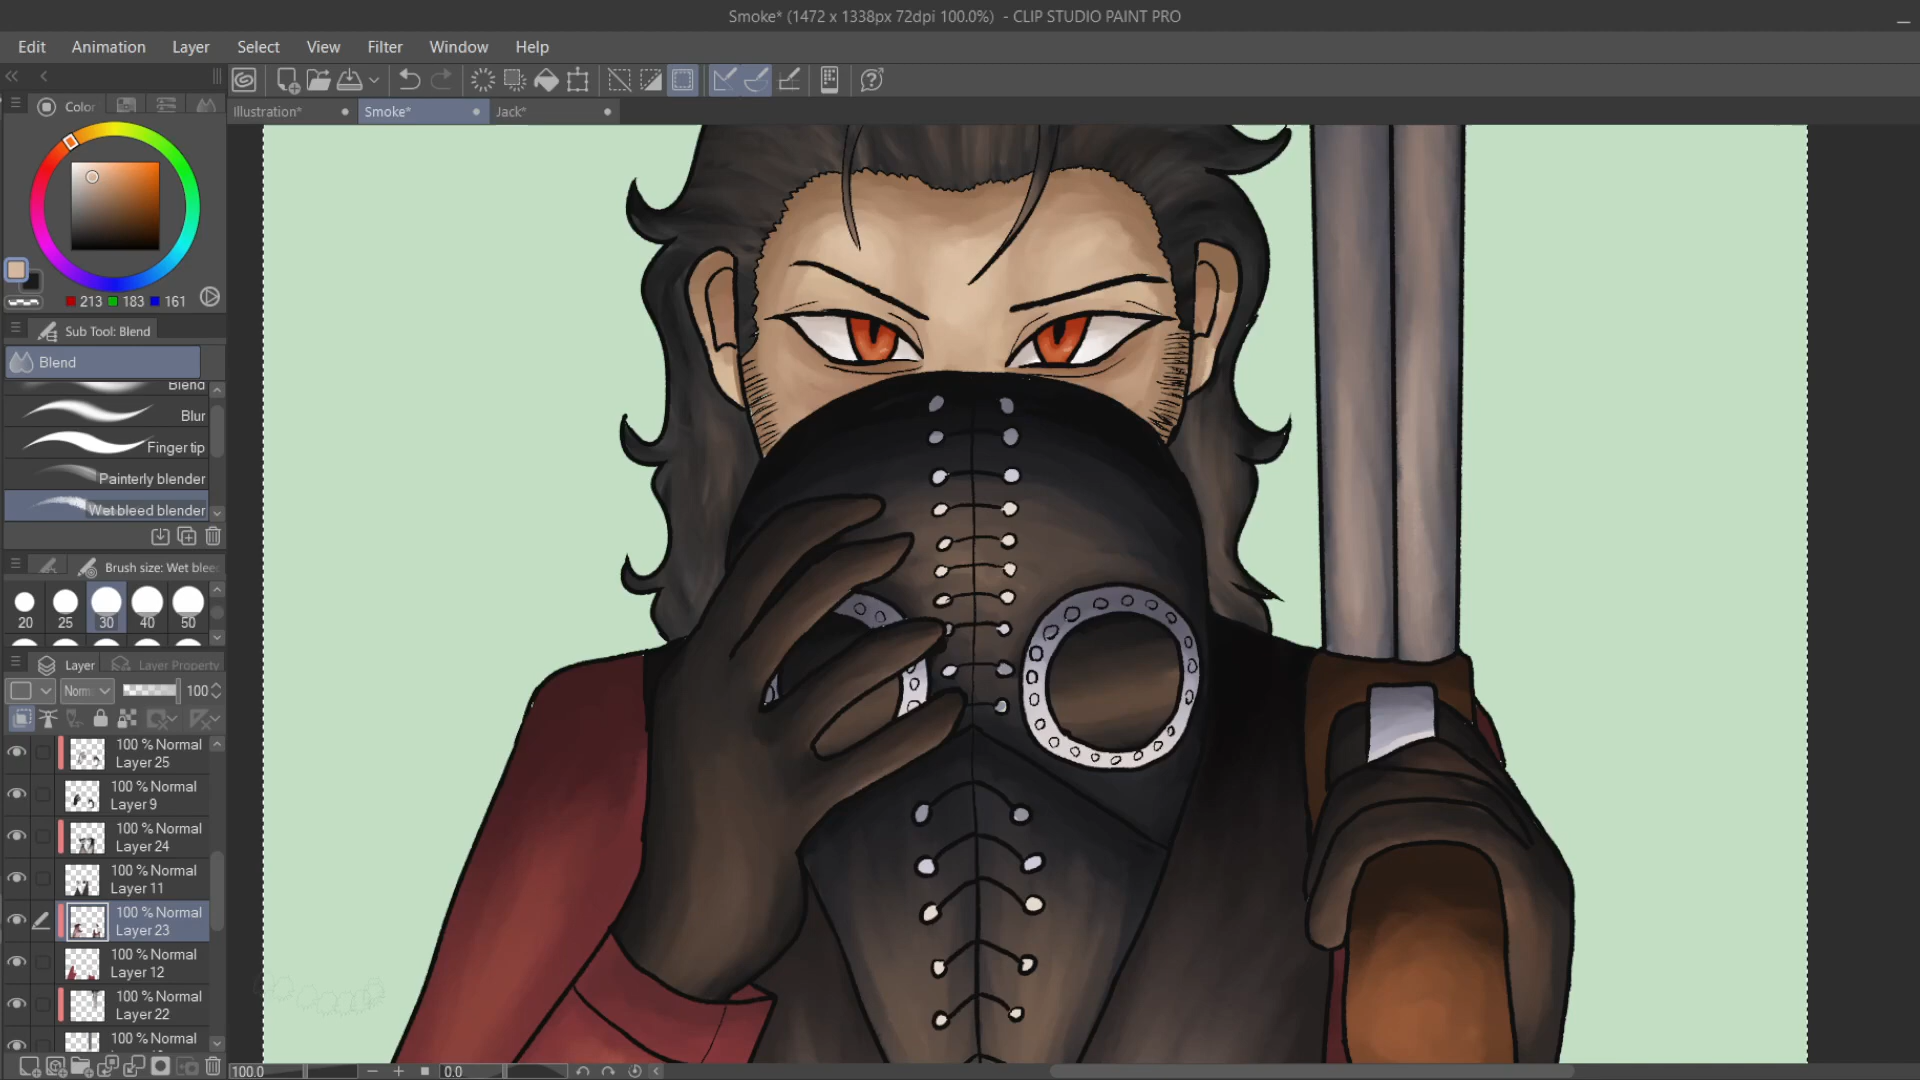 Smoke* (1472 x 1338px 72dpi 100.0%) - CLIP STUDIO PAINT PRO
Edit Animation Layer Select View Filter Window Help
Color
Illustration* Smoke* Jack*
213 183 161
Sub Tool: Blend
Blend
Blend
Blur
Finger tip
Painterly blender
Wet bleed blender
Brush size: Wet blee
20 25 30 40 50
Layer Layer Property
Norm 100
100 % Normal
Layer 25
100 % Normal
Layer 9
100 % Normal
Layer 24
100 % Normal
Layer 11
100 % Normal
Layer 23
100 % Normal
Layer 12
100 % Normal
Layer 22
100 % Normal
100.0 0.0